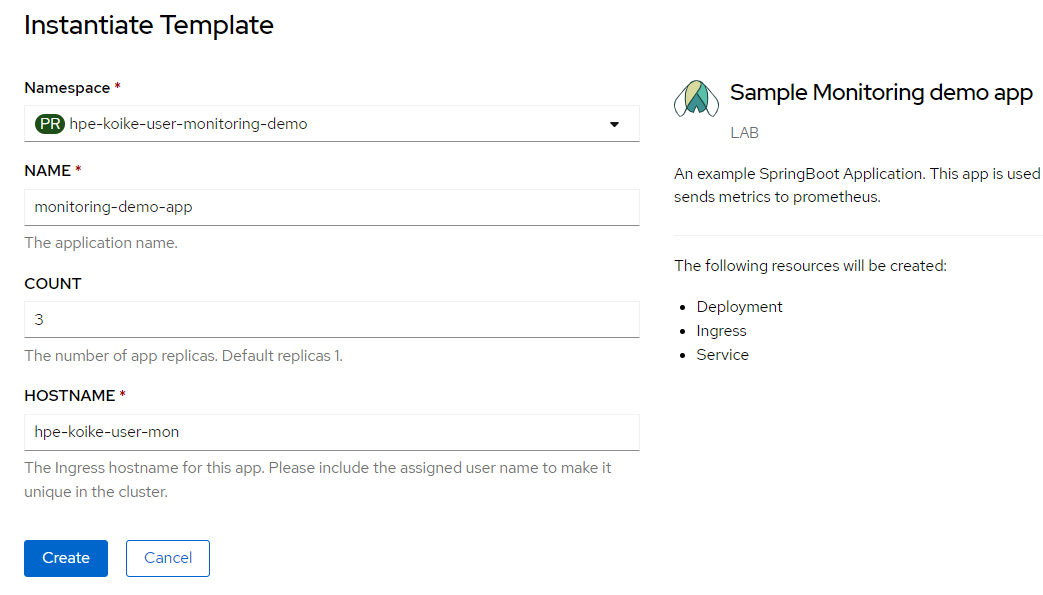 Instantiate Template
Namespace *
PR hpe-koike-user-monitoring-demo
NAME *
monitoring-demo-app
The application name.
COUNT
3
The number of app replicas. Default replicas 1.
HOSTNAME *
hpe-koike-user-mon
The Ingress hostname for this app. Please include the assigned user name to make it
unique in the cluster.
Create Cancel
Sample Monitoring demo app
LAB
An example SpringBoot Application. This app is used
sends metrics to prometheus.
The following resources will be created:
• Deployment
• Ingress
• Service